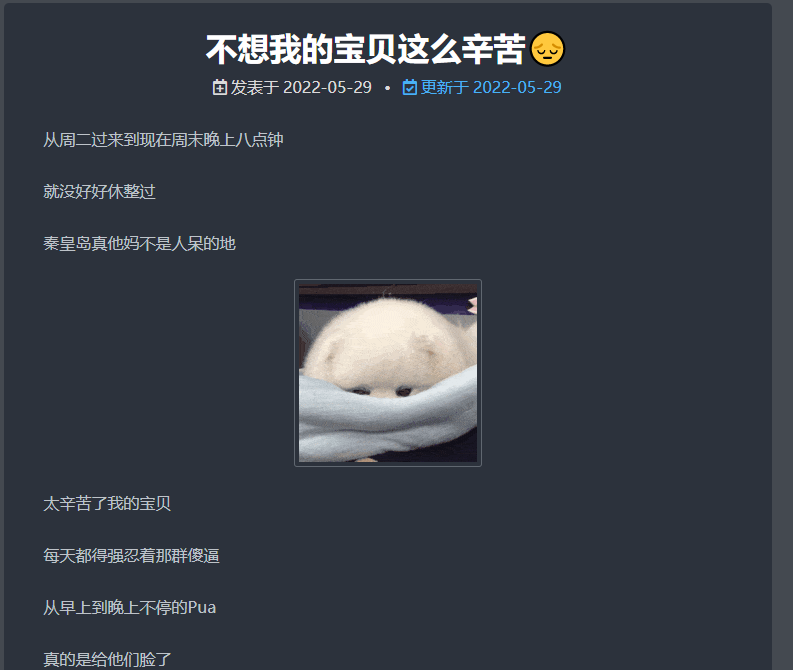 不想我的宝贝这么辛苦😔
发表于 2022-05-29 • 更新于 2022-05-29
从周二过来到现在周末晚上八点钟
就没好好休整过
秦皇岛真他妈不是人呆的地
太辛苦了我的宝贝
每天都得强忍着那群傻逼
从早上到晚上不停的Pua
真的是给他们脸了